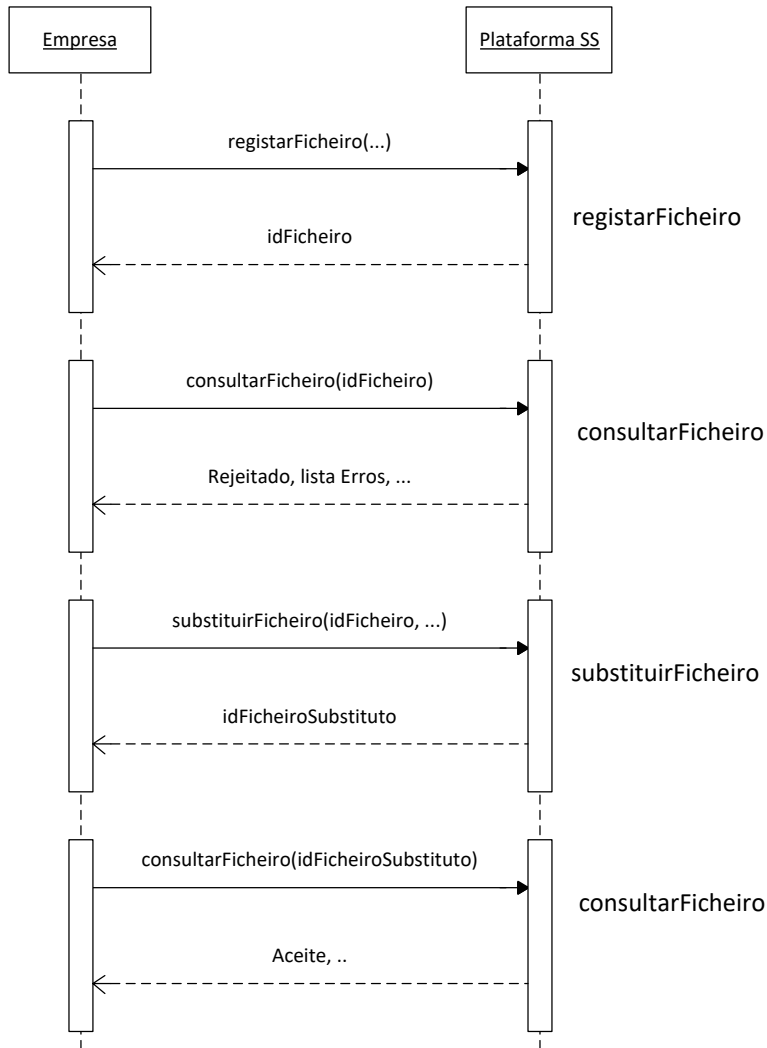 Empresa
Plataforma SS
registarFicheiro(...)
registarFicheiro
idFicheiro
consultarFicheiro(idFicheiro)
consultarFicheiro
Rejeitado, lista Erros, ...
substituirFicheiro(idFicheiro, ...)
substituirFicheiro
idFicheiroSubstituto
consultarFicheiro(idFicheiroSubstituto)
consultarFicheiro
Aceite, ..